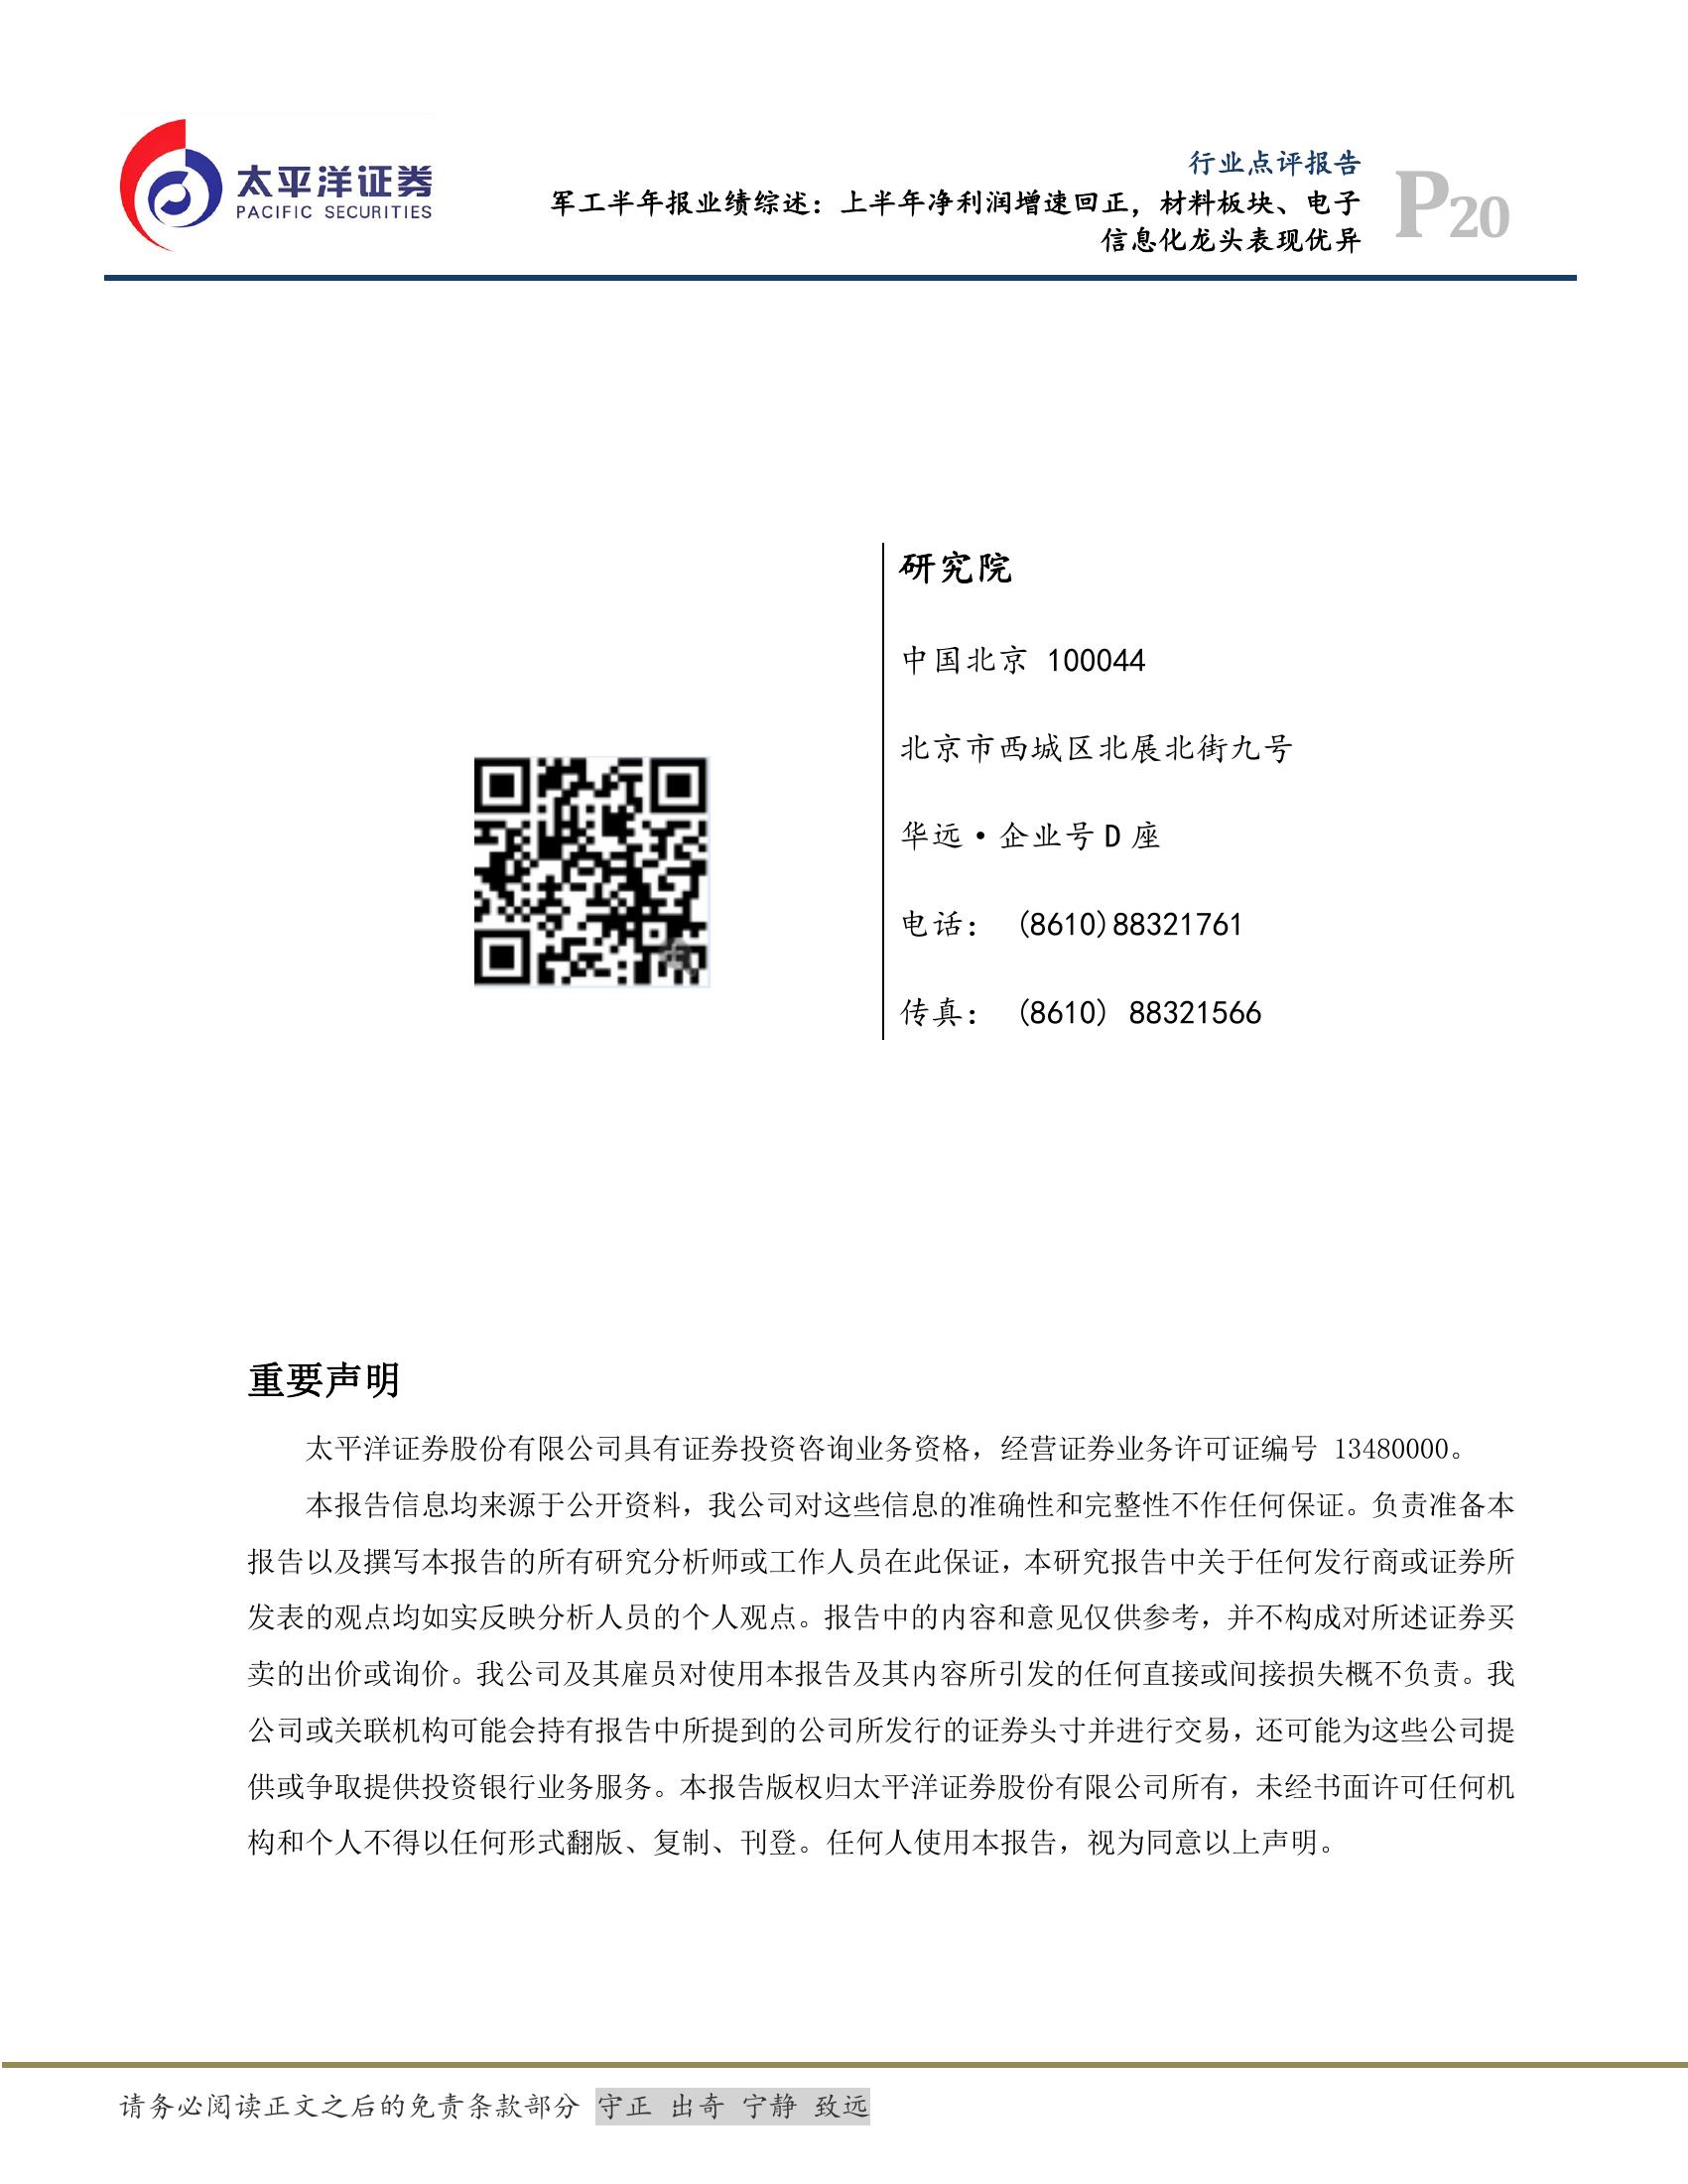 太平洋证券
PACIFIC SECURITIES
行业点评报告
军工半年报业绩综述：上半年净利润增速回正，材料板块、电子
信息化龙头表现优异
P20
研究院
中国北京 100044
北京市西城区北展北街九号
华远·企业号 D 座
电话： (8610)88321761
传真： (8610) 88321566
重要声明
太平洋证券股份有限公司具有证券投资咨询业务资格，经营证券业务许可证编号 13480000。
本报告信息均来源于公开资料，我公司对这些信息的准确性和完整性不作任何保证。负责准备本
报告以及撰写本报告的所有研究分析师或工作人员在此保证，本研究报告中关于任何发行商或证券所
发表的观点均如实反映分析人员的个人观点。报告中的内容和意见仅供参考，并不构成对所述证券买
卖的出价或询价。我公司及其雇员对使用本报告及其内容所引发的任何直接或间接损失概不负责。我
公司或关联机构可能会持有报告中所提到的公司所发行的证券头寸并进行交易，还可能为这些公司提
供或争取提供投资银行业务服务。本报告版权归太平洋证券股份有限公司所有，未经书面许可任何机
构和个人不得以任何形式翻版、复制、刊登。任何人使用本报告，视为同意以上声明。
请务必阅读正文之后的免责条款部分 守正 出奇 宁静 致远